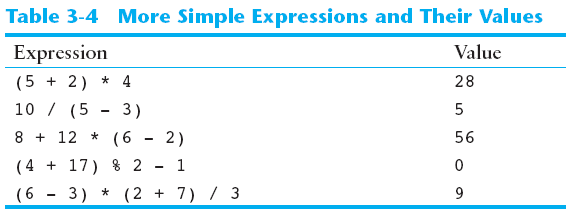 Table 3-4 More Simple Expressions and Their Values
Expression Value
(5 + 2) * 4 28
10 / (5 - 3) 5
8 + 12 * (6 - 2) 56
(4 + 17) % 2 - 1 0
(6 - 3) * (2 + 7) / 3 9